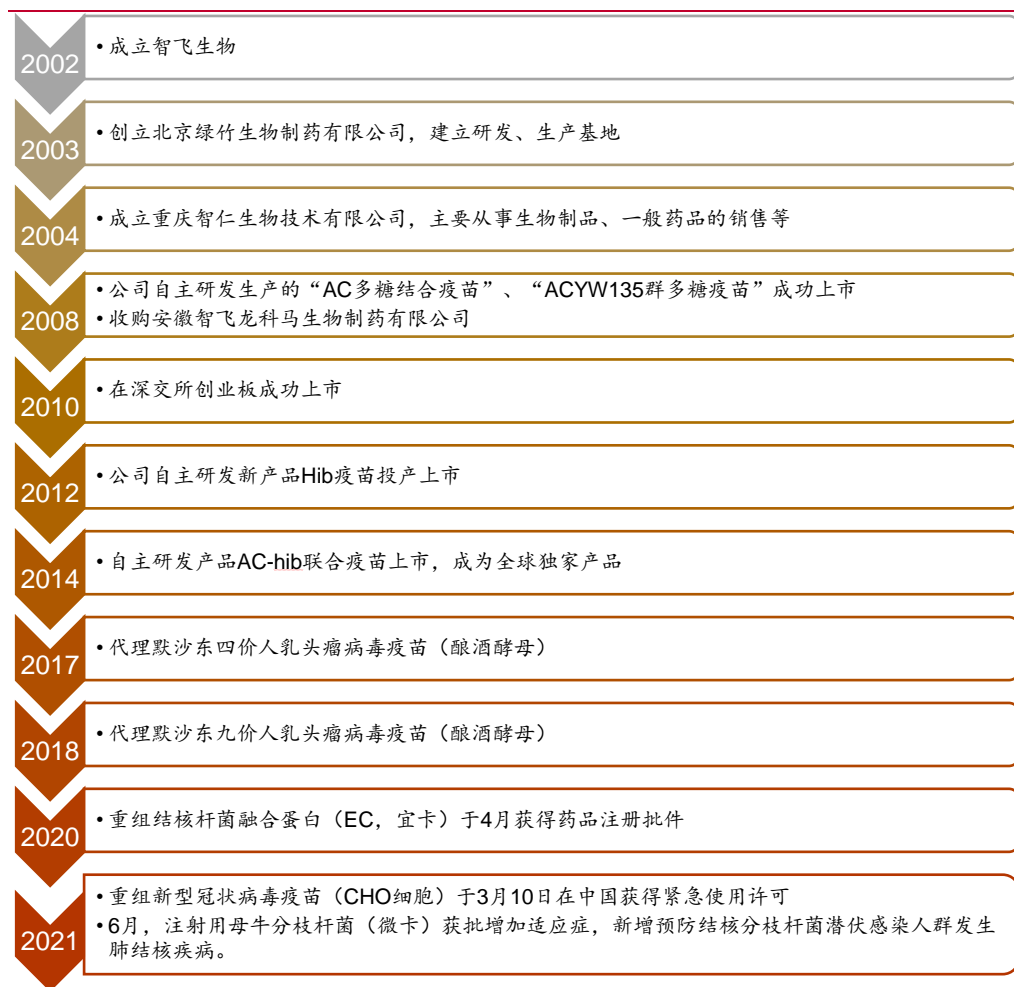 2002
• 成立智飞生物
2003
• 创立北京绿竹生物制药有限公司，建立研发、生产基地
2004
• 成立重庆智仁生物技术有限公司，主要从事生物制品、一般药品的销售等
2008
• 公司自主研发生产的“AC多糖结合疫苗”、“ACYW135群多糖疫苗”成功上市
• 收购安徽智飞龙科马生物制药有限公司
2010
• 在深交所创业板成功上市
2012
• 公司自主研发新产品Hib疫苗投产上市
2014
• 自主研发产品AC-hib联合疫苗上市，成为全球独家产品
2017
• 代理默沙东四价人乳头瘤病毒疫苗（酿酒酵母）
2018
• 代理默沙东九价人乳头瘤病毒疫苗（酿酒酵母）
2020
• 重组结核杆菌融合蛋白（EC，宜卡）于4月获得药品注册批件
2021
• 重组新型冠状病毒疫苗（CHO细胞）于3月10日在中国获得紧急使用许可
• 6月，注射用母牛分枝杆菌（微卡）获批增加适应症，新增预防结核分枝杆菌潜伏感染人群发生
肺结核疾病。